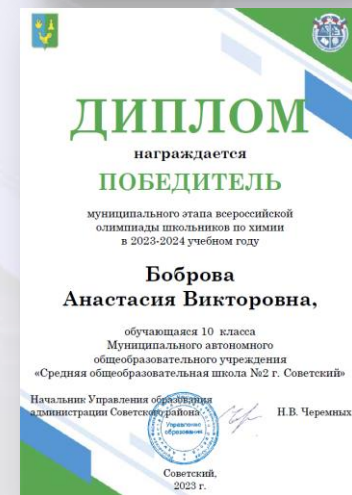 ДИПЛОМ
награждается
ПОБЕДИТЕЛЬ
муниципального этапа всероссийской
олимпиады школьников по химии
в 2023-2024 учебном году
Боброва
Анастасия Викторовна,
обучающаяся 10 класса
Муниципального автономного
общеобразовательного учреждения
«Средняя общеобразовательная школа №2 г. Советский»
Начальник Управления образования
администрации Советского района Н.В. Черемных
Управление
образования
Советский,
2023 г.